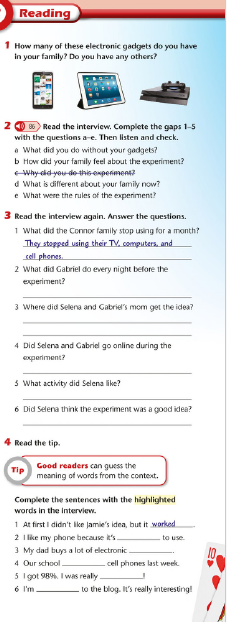 Reading
1 How many of these electronic gadgets do you have
in your family? Do you have any others?
2 86 Read the interview. Complete the gaps 1–5
with the questions a–e. Then listen and check.
a What did you do without your gadgets?
b How did your family feel about the experiment?
c Why did you do this experiment?
d What is different about your family now?
e What were the rules of the experiment?
3 Read the interview again. Answer the questions.
1 What did the Connor family stop using for a month?
They stopped using their TV, computers, and
cell phones.
2 What did Gabriel do every night before the
experiment?
3 Where did Selena and Gabriel's mom get the idea?
4 Did Selena and Gabriel go online during the
experiment?
5 What activity did Selena like?
6 Did Selena think the experiment was a good idea?
4 Read the tip.
Tip
Good readers can guess the
meaning of words from the context.
Complete the sentences with the highlighted
words in the interview.
1 At first I didn't like Jamie's idea, but it worked.
2 I like my phone because it's ______ to use.
3 My dad buys a lot of electronic ______.
4 Our school ______ cell phones last week.
5 I got 98%. I was really ______!
6 I'm ______ to the blog. It's really interesting!
10